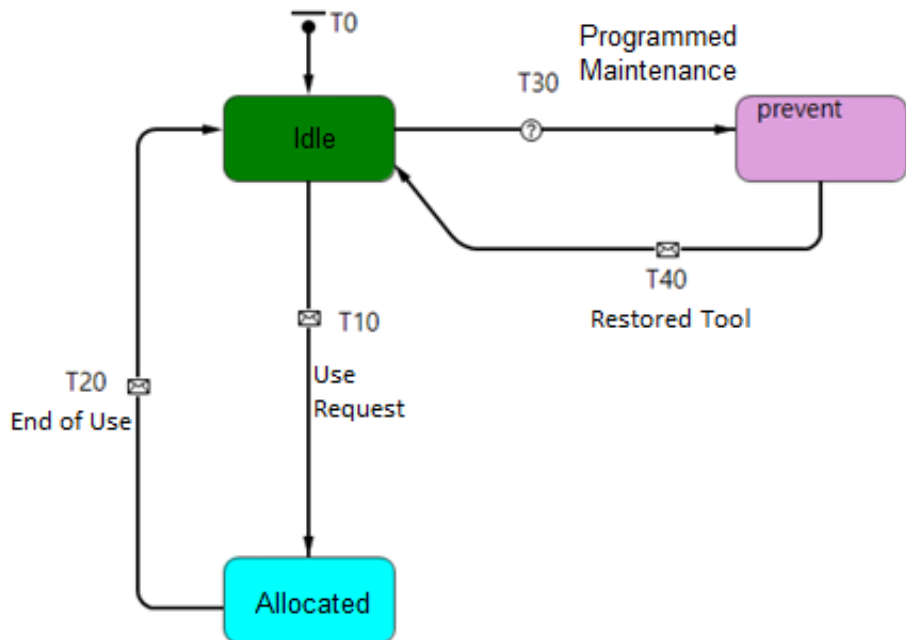 T0
Programmed
Maintenance
T30
prevent
Idle
T40
Restored Tool
T10
Use
Request
T20
End of Use
Allocated